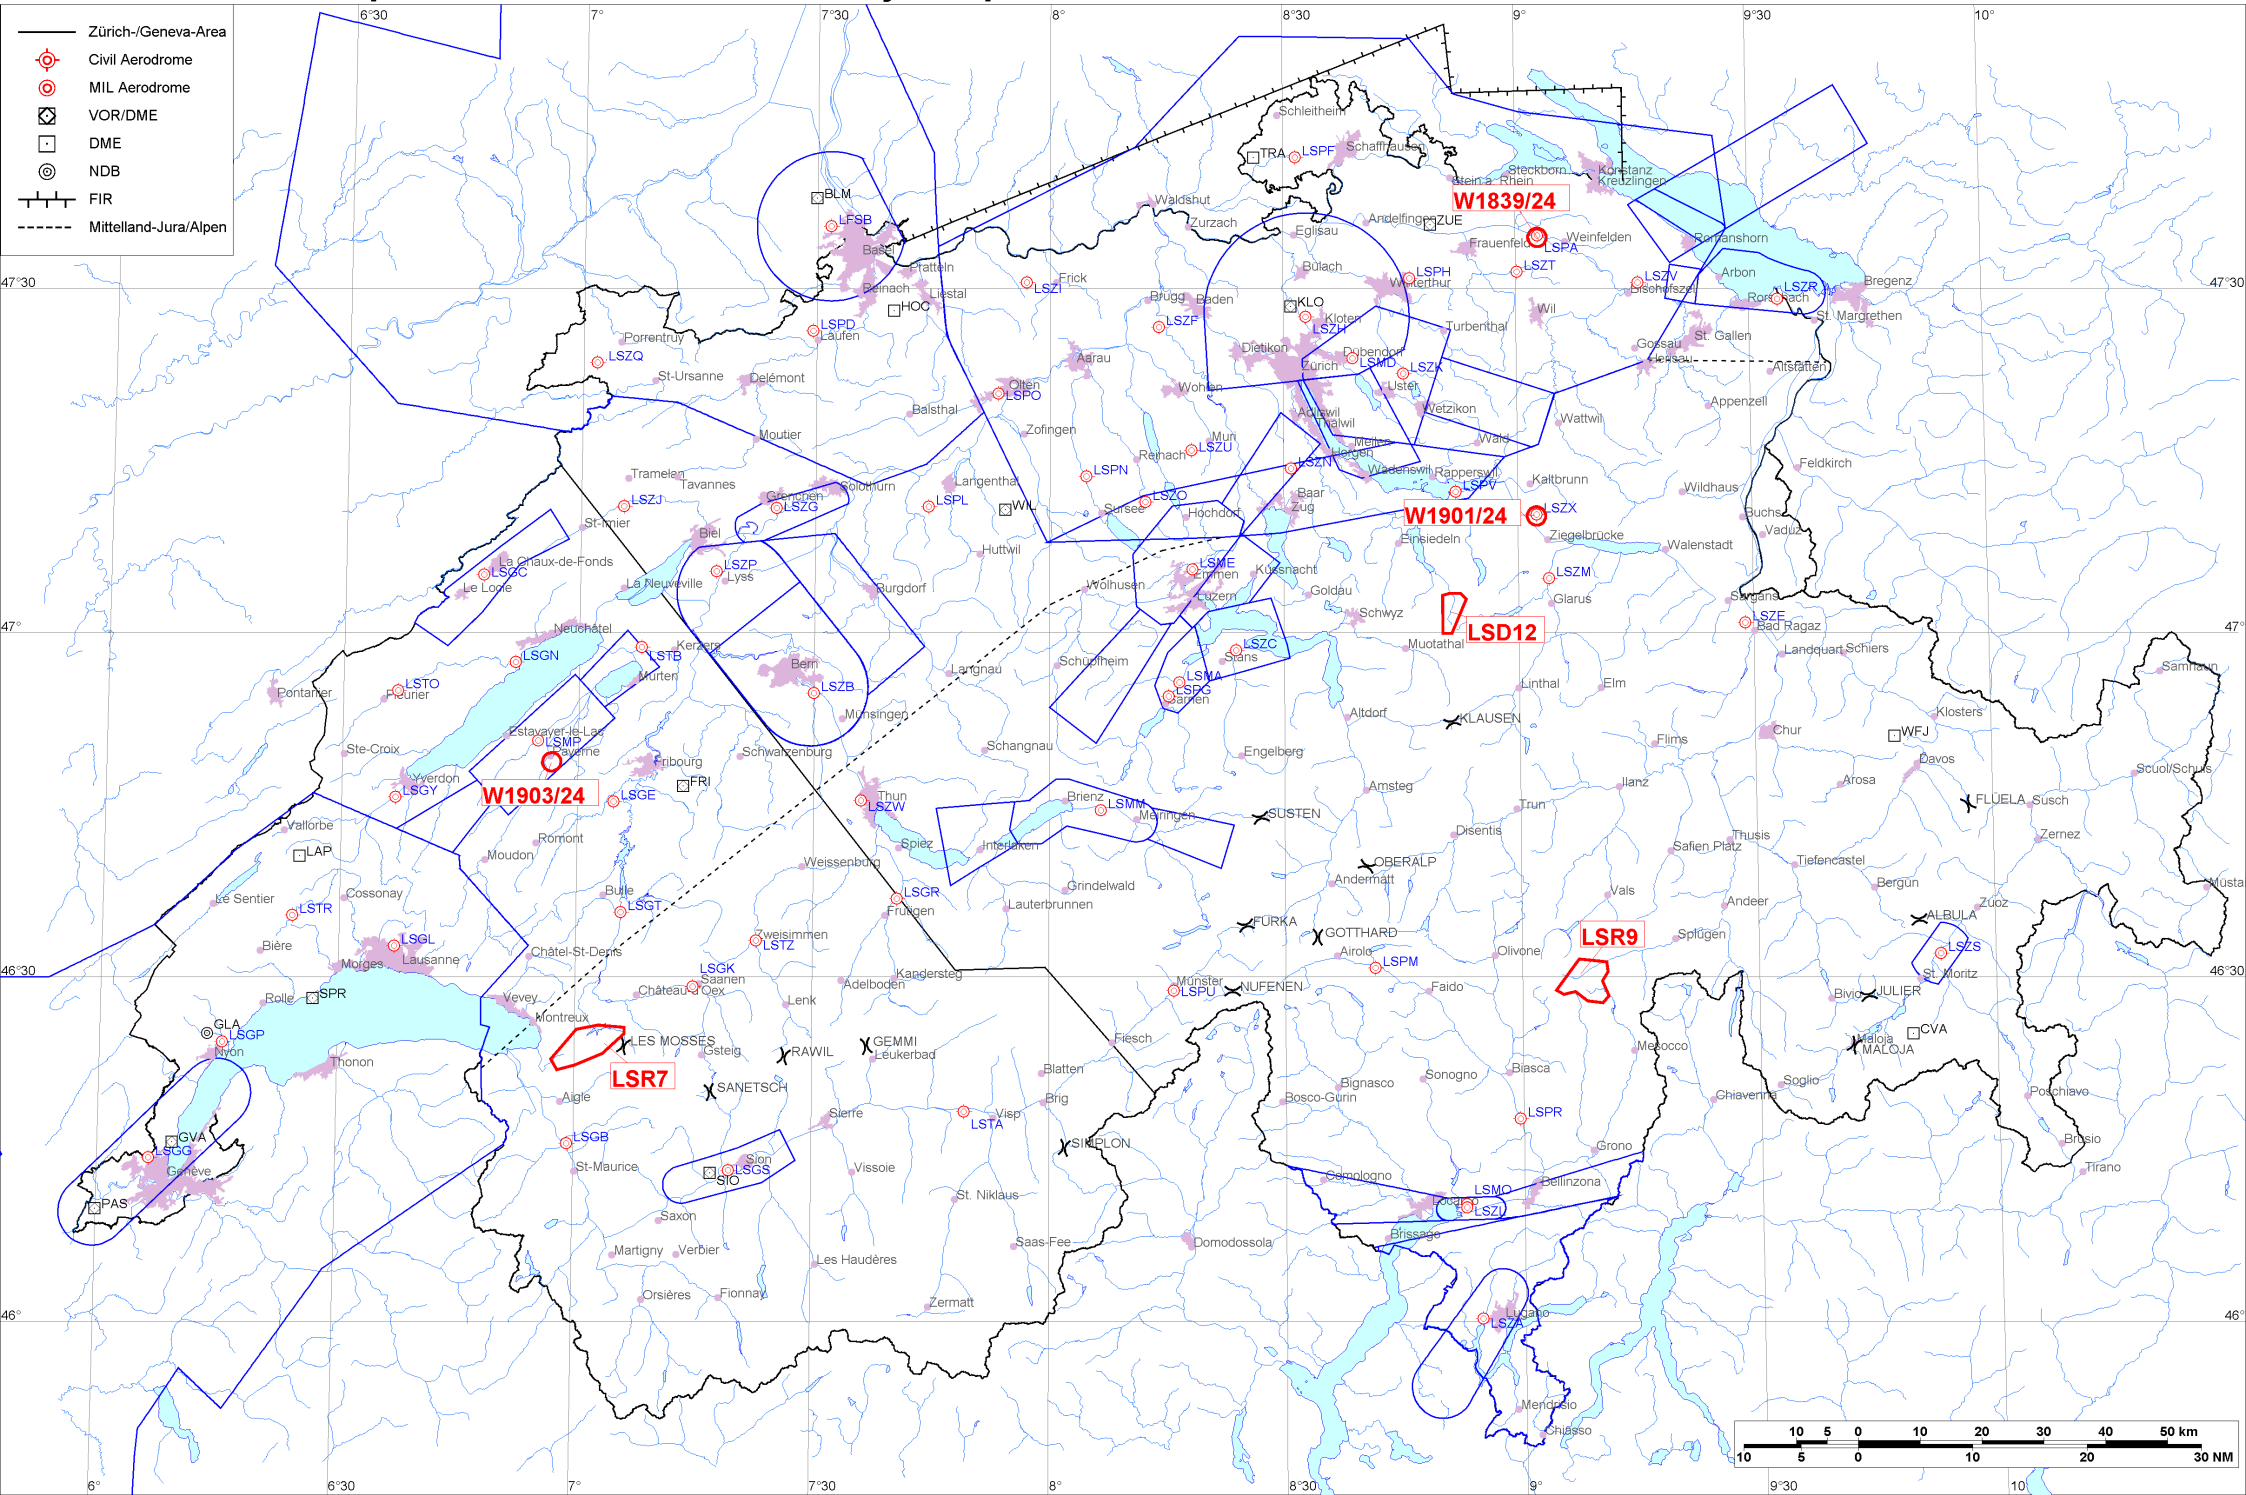 6°30'
7°
7°30'
8°
8°30'
9°
9°30'
10°
Zürich-/Geneva-Area
Civil Aerodrome
MIL Aerodrome
VOR/DME
DME
NDB
FIR
Mittelland-Jura/Alpen
Schleitheim
TRA
LSPF
Schaffhausen
Steckborn
Konstanz
Stein a. Rhein
Kreuzlingen
BLM
Waldshut
W1839/24
LFSB
Zurzach
Eglisau
Andelfingen
ZUE
Basel
Frauenfeld
LSPA
Weinfelden
Romanshorn
Pratteln
Bülach
LSPH
LSZT
LSZV
Arbon
47°30'
Reinach
Liestal
LSZI
Frick
Winterthur
Bischofszel
Bregenz
47°30'
HOC
Brugg
Baden
KLO
Wil
Rorschach
LSZR
LSPD
Laufen
LSZF
Kloten
LSZH
Turbenthal
St. Margrethen
Porrentruy
LSZQ
Aarau
Dietikon
Dübendorf
LSMD
St. Gallen
Gossau
Herisau
Zürich
LSZK
Altstätten
St-Ursanne
Delémont
Olten
LSPO
Wohlen
Uster
Balsthal
Adliswil
Wetzikon
Appenzell
Thalwil
Wattwil
Moutier
Zofingen
Muri
LSZU
Meilen
Wald
Horgen
Reinach
LSZN
Wädenswil
Rapperswil
Feldkirch
Tramelan
Tavannes
LSPN
LSPV
Kaltbrunn
Langenthal
Solothurn
Grenchen
LSZG
LSZJ
LSPL
WIL
LSZO
Sursee
Hochdorf
Baar
Zug
W1901/24
LSZX
Wildhaus
Buchs
Vaduz
St-Imier
Biel
Einsiedeln
Ziegelbrücke
Walenstadt
La Chaux-de-Fonds
LSGC
Le Locle
LSZP
Lyss
Huttwil
LSME
Emmen
Küssnacht
LSZM
La Neuveville
Burgdorf
Wolhusen
Luzern
Goldau
Glarus
Sargans
Schwyz
LSZE
Bad Ragaz
47°
Neuchâtel
LSD12
47°
Kerzers
LSTB
Muotathal
LSGN
Bern
Langnau
Schüpfheim
Stans
LSZC
Landquart
Schiers
Samnaun
Murten
LSZB
LSMA
LSPG
Sarnen
Linthal
Elm
Pontarlier
LSTO
Fleurier
Münsingen
Altdorf
KLAUSEN
Klosters
Estavayer-le-Lac
LSMP
Payerne
Chur
WFJ
Ste-Croix
Schwarzenburg
Schangnau
Engelberg
Flims
Davos
Fribourg
FRI
Scuol/Schuls
Yverdon
LSGY
W1903/24
LSGE
Thun
LSZW
Brienz
LSMM
Meiringen
Amsteg
Ilanz
Arosa
FLÜELA
Susch
Trun
SUSTEN
Vallorbe
Romont
Disentis
Thusis
Zernez
LAP
Moudon
Spiez
Interlaken
Safien Platz
Weissenburg
OBERALP
Tiefencastel
Le Sentier
Cossonay
Bulle
Grindelwald
Andermatt
Vals
Bergün
Müstair
LSTR
LSGT
LSGR
Frutigen
Lauterbrunnen
FURKA
GOTTHARD
LSR9
Andeer
ALBULA
Zuoz
Bière
LSGL
Lausanne
Châtel-St-Denis
Zweisimmen
LSTZ
Airolo
Olivone
Splügen
LSZS
Morges
LSGK
Saanen
Kandersteg
LSPM
St. Moritz
46°30'
SPR
Rolle
Vevey
Château-d'Oex
Adelboden
Münster
LSPU
NUFENEN
Faido
Bivio
JULIER
46°30'
Lenk
Montreux
GLA
LSGP
Nyon
CVA
LES MOSSES
GEMMI
Leukerbad
Fiesch
Maloja
MALOJA
Mesocco
Thonon
Gsteig
RAWIL
LSR7
Blatten
Biasca
SANETSCH
Bignasco
Sonogno
Soglio
Aigle
Brig
Bosco-Gurin
Chiavenna
Poschiavo
Sierre
LSTA
Visp
LSPR
GVA
LSGG
LSGB
SIMPLON
Grono
Brusio
Genève
St-Maurice
Sion
LSGS
SIO
Vissoie
Comologno
Bellinzona
Tirano
LSMO
PAS
St. Niklaus
Locarno
LSZL
Saxon
Brissago
Martigny
Verbier
Saas-Fee
Domodossola
Les Haudères
Orsières
Fionnay
Zermatt
Lugano
LSZA
46°
46°
Mendrisio
Chiasso
10 5 0 10 20 30 40 50 km
10 5 0 10 20 30 NM
6°
6°30'
7°
7°30'
8°
8°30'
9°
9°30'
10°